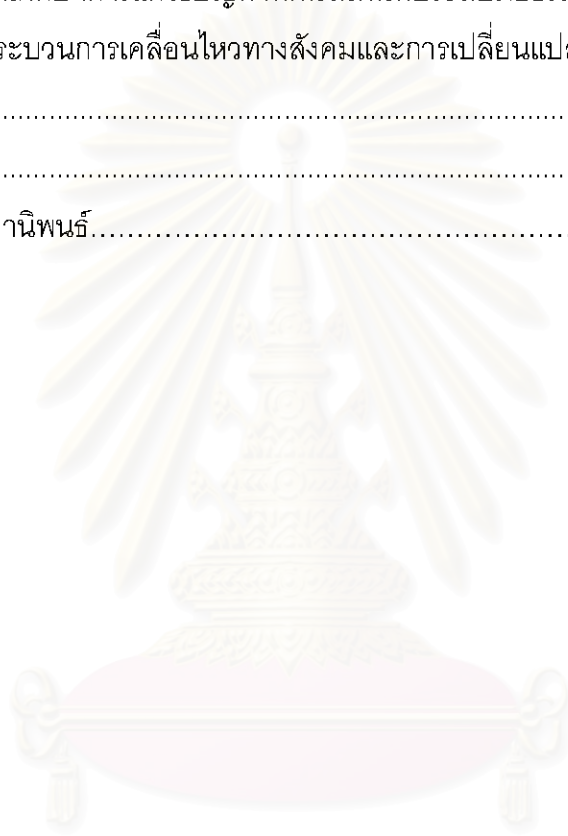 ระบวนการเคลื่อนไหวทางสังคมและการเปลี่ยนแปล
................................................................
................................................................
านิพนธ์......................................................